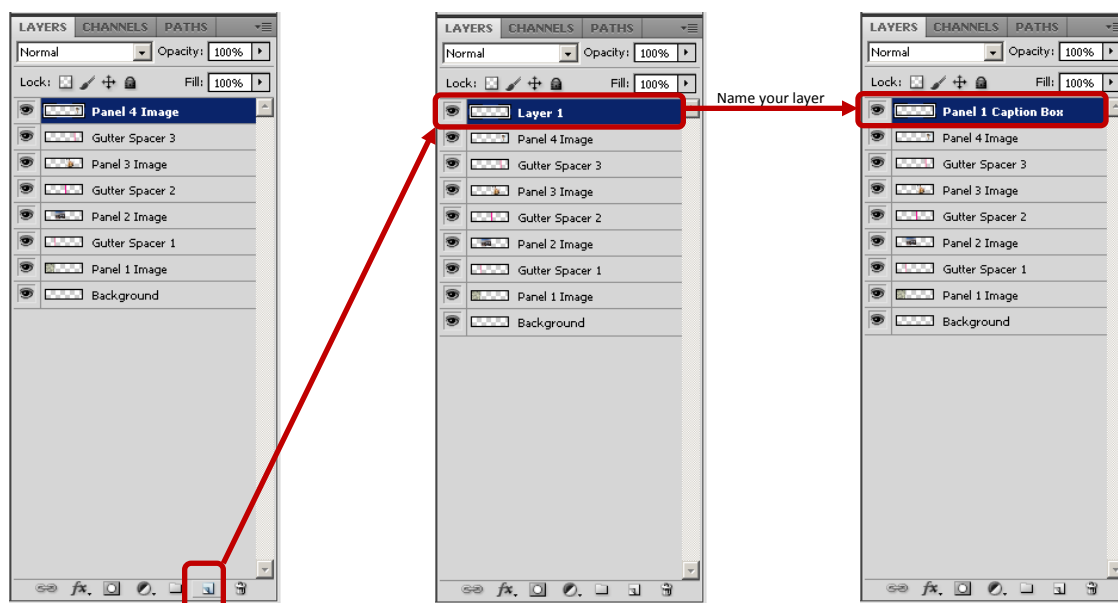 LAYERS CHANNELS PATHS
Normal Opacity: 100%
Lock: Fill: 100%
Panel 4 Image
Gutter Spacer 3
Panel 3 Image
Gutter Spacer 2
Panel 2 Image
Gutter Spacer 1
Panel 1 Image
Background
fx.
LAYERS CHANNELS PATHS
Normal Opacity: 100%
Lock: Fill: 100%
Layer 1
Panel 4 Image
Gutter Spacer 3
Panel 3 Image
Gutter Spacer 2
Panel 2 Image
Gutter Spacer 1
Panel 1 Image
Background
fx.
Name your layer
LAYERS CHANNELS PATHS
Normal Opacity: 100%
Lock: Fill: 100%
Panel 1 Caption Box
Panel 4 Image
Gutter Spacer 3
Panel 3 Image
Gutter Spacer 2
Panel 2 Image
Gutter Spacer 1
Panel 1 Image
Background
fx.